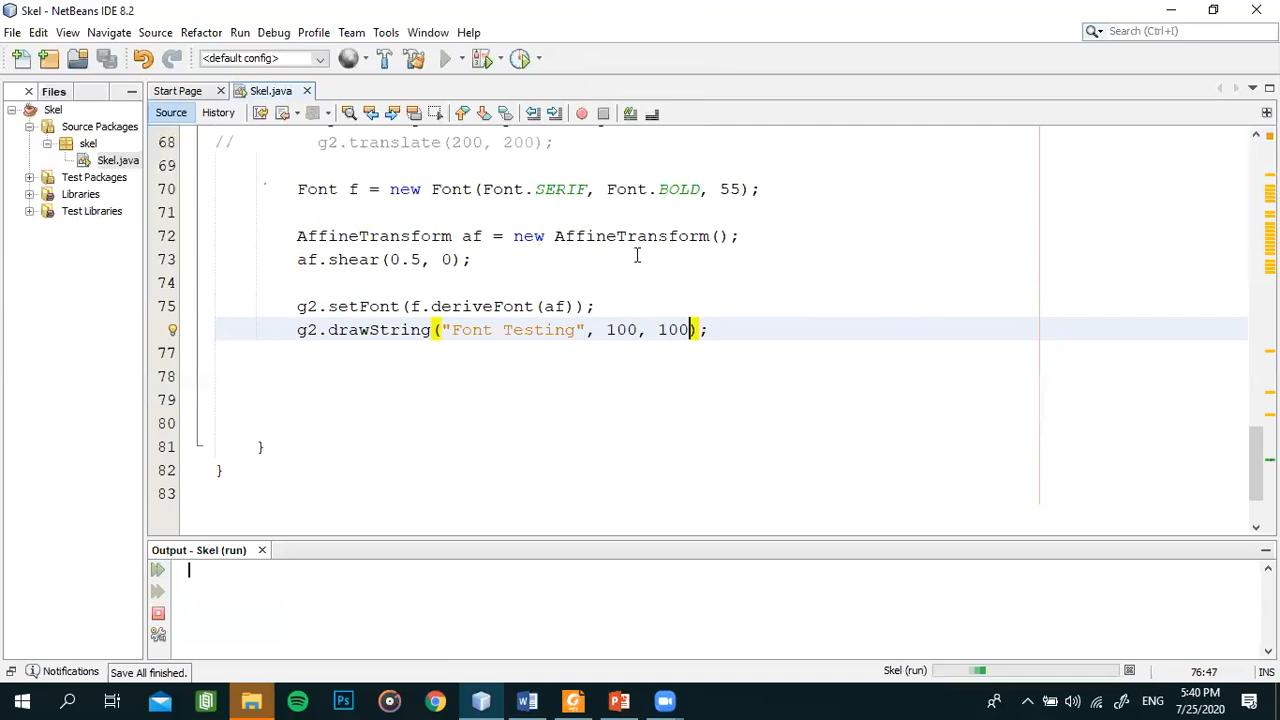 Skel - NetBeans IDE 8.2
File Edit View Navigate Source Refactor Run Debug Profile Team Tools Window Help
Search (Ctrl+I)
<default config>
Files
Start Page
Skel.java
Skel
Source Packages
skel
Skel.java
Test Packages
Libraries
Test Libraries
Source History
68 // g2.translate(200, 200);
69
70 Font f = new Font(Font.SERIF, Font.BOLD, 55);
71
72 AffineTransform af = new AffineTransform();
73 af.shear(0.5, 0);
74
75 g2.setFont(f.deriveFont(af));
g2.drawString("Font Testing", 100, 100);
77
78
79
80
81 }
82 }
83
Output - Skel (run)
Notifications
Save All finished.
Skel (run)
76:47
INS
ENG
5:40 PM
7/25/2020